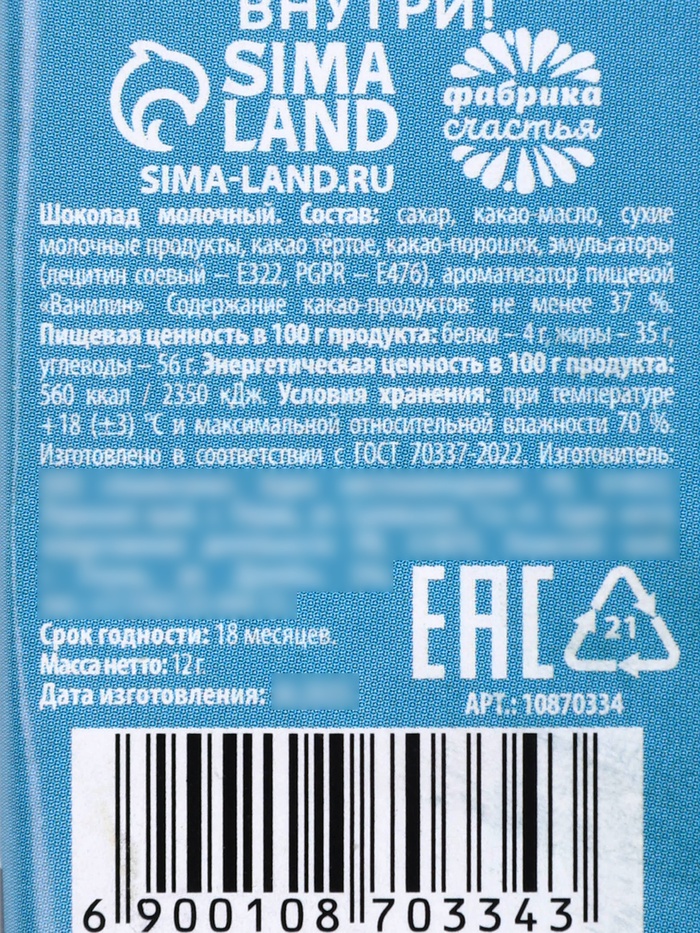 ВНУТРИ!
SIMA
LAND
SIMA-LAND.RU
фабрика
счастья
Шоколад молочный. Состав: сахар, какао-масло, сухие
молочные продукты, какао тёртое, какао-порошок, эмульгаторы
(лецитин соевый – Е322, PGPR – Е476), ароматизатор пищевой
«Ванилин». Содержание какао-продуктов: не менее 37 %.
Пищевая ценность в 100 г продукта: белки – 4 г, жиры – 35 г,
углеводы – 56 г. Энергетическая ценность в 100 г продукта:
560 ккал / 2350 кДж. Условия хранения: при температуре
+18 (±3) °С и максимальной относительной влажности 70 %.
Изготовлено в соответствии с ГОСТ 70337-2022. Изготовитель:
Срок годности: 18 месяцев.
Масса нетто: 12 г.
Дата изготовления:
EAC
21
АРТ.: 10870334
6 900108 703343